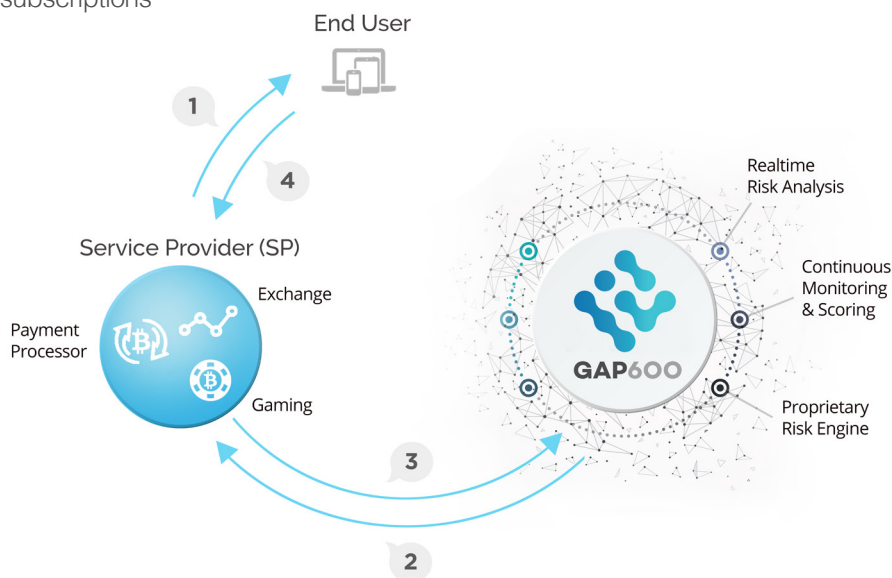 subscriptions
End User
1
4
Service Provider (SP)
Exchange
Payment
Processor
Gaming
3
2
GAP600
Realtime
Risk Analysis
Continuous
Monitoring
& Scoring
Proprietary
Risk Engine